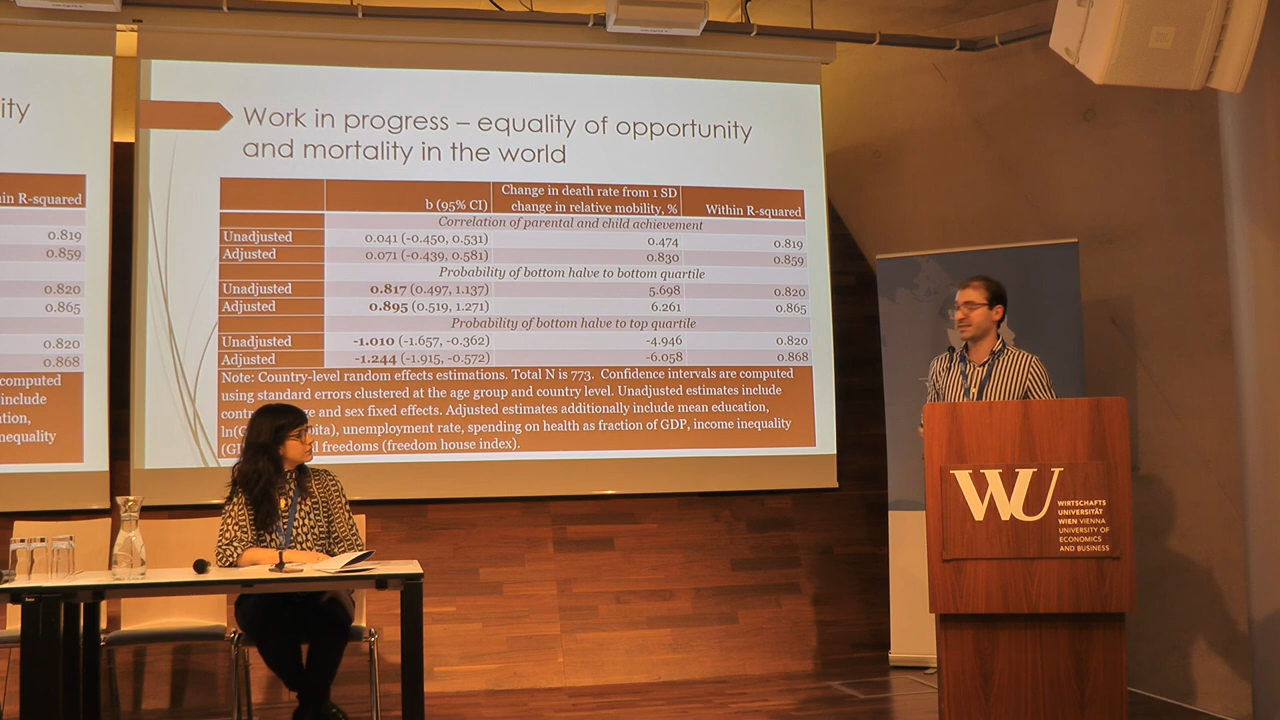 ity
in R-squared
0.819
0.859
0.820
0.865
0.820
0.868
computed
include
ation,
nequality
Work in progress – equality of opportunity
and mortality in the world
b (95% CI) Change in death rate from 1 SD change in relative mobility, % Within R-squared
Correlation of parental and child achievement
Unadjusted 0.041 (-0.450, 0.531) 0.474 0.819
Adjusted 0.071 (-0.439, 0.581) 0.830 0.859
Probability of bottom halve to bottom quartile
Unadjusted 0.817 (0.497, 1.137) 5.698 0.820
Adjusted 0.895 (0.519, 1.271) 6.261 0.865
Probability of bottom halve to top quartile
Unadjusted -1.010 (-1.657, -0.362) -4.946 0.820
Adjusted -1.244 (-1.915, -0.572) -6.058 0.868
Note: Country-level random effects estimations. Total N is 773. Confidence intervals are computed
using standard errors clustered at the age group and country level. Unadjusted estimates include
and sex fixed effects. Adjusted estimates additionally include mean education,
unemployment rate, spending on health as fraction of GDP, income inequality
freedoms (freedom house index).
WU
WIRTSCHAFTS
UNIVERSITÄT
WIEN VIENNA
UNIVERSITY OF
ECONOMICS
AND BUSINESS